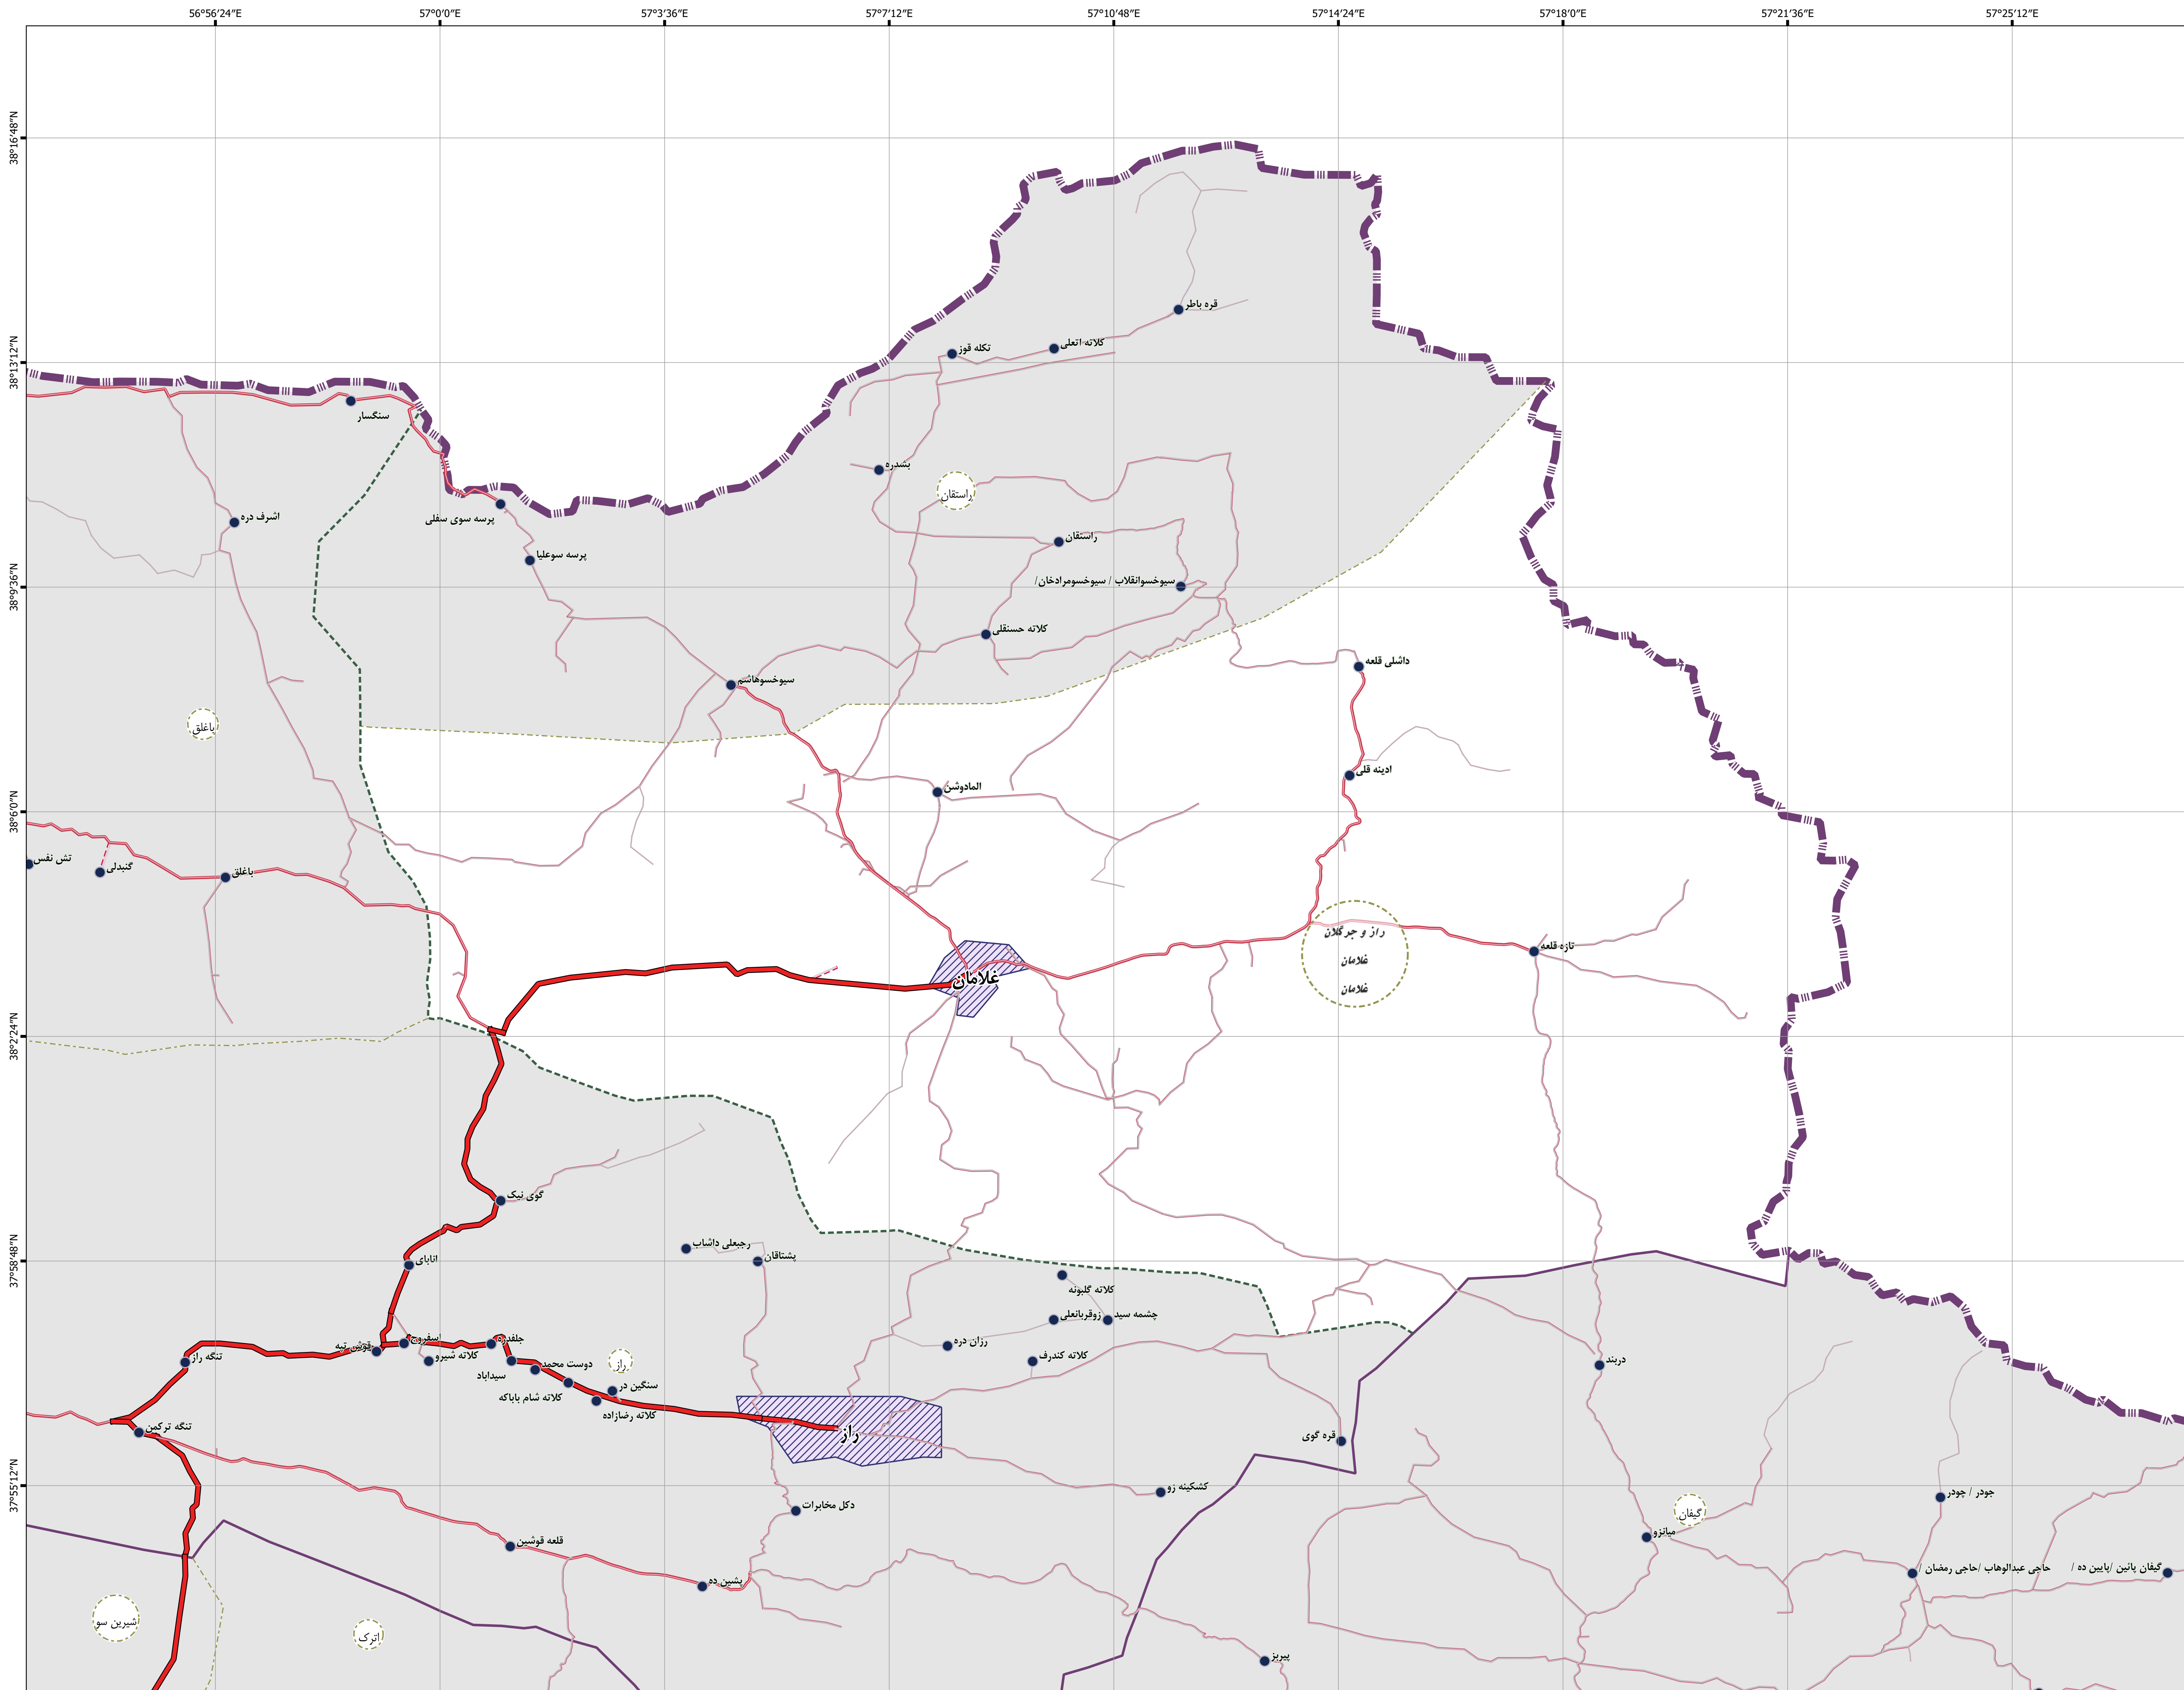 56°56'24"E
57°0'0"E
57°3'36"E
57°7'12"E
57°10'48"E
57°14'24"E
57°18'0"E
57°21'36"E
57°25'12"E
38°16'48"N
38°13'12"N
38°9'36"N
38°6'0"N
38°2'24"N
37°58'48"N
37°55'12"N
قره باطر
کلاته اتعلی
تکله قوز
سنگسار
بشدره
راستقان
پرسه سوی سفلی
اشرف دره
راستقان
پرسه سوعلیا
سیوخسوانقلاب / سیوخسومرادخان/
کلاته حسنقلی
داشلی قلعه
سیوخسوهاشم
باغلق
ادینه قلی
المادوشن
تش نفس
گنبدلی
باغلق
راز و جرگلان
غلامان
غلامان
تازه قلعه
غلامان
گوی نیک
رجبعلی داشاب
پشتاقان
انابای
کلاته گلبونه
زوقربانعلی
چشمه سید
اسفروج
قوشی تپه
جلفدره
رزان دره
تنگه راز
کلاته شیرو
دوست محمد
سیداباد
راز
کلاته کندرف
دربند
سنگین در
کلاته شام باباکه
کلاته رضازاده
تنگه ترکمن
راز
قره گوی
کشکینه زو
دکل مخابرات
جودر / چودر
گیفان
میانزو
قلعه قوشین
پشین ده
حاجی عبدالوهاب /حاجی رمضان /
گیفان پائین /پایین ده /
شیرین سو
اترک
پیربز